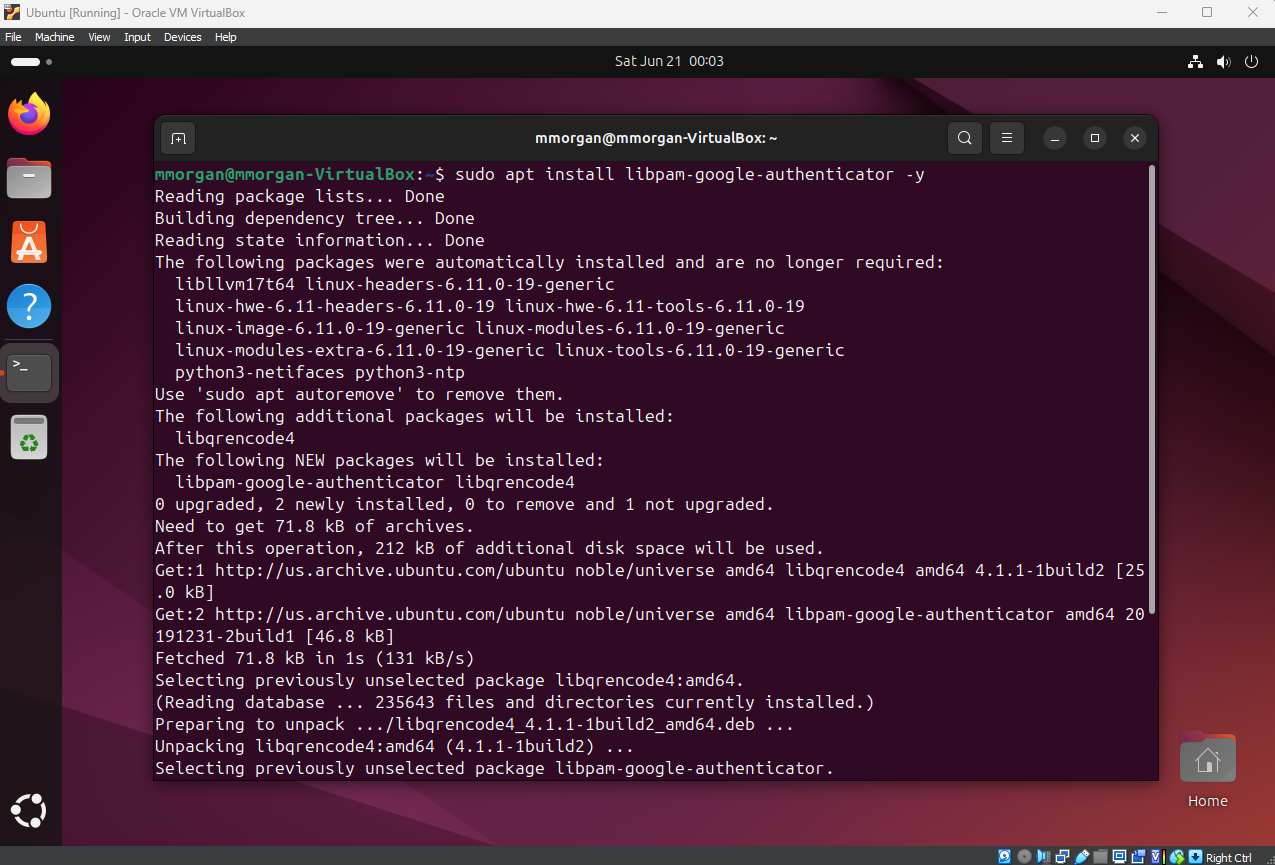 Ubuntu [Running] - Oracle VM VirtualBox
File Machine View Input Devices Help
Sat Jun 21 00:03
mmorgan@mmorgan-VirtualBox: ~
mmorgan@mmorgan-VirtualBox:~$ sudo apt install libpam-google-authenticator -y
Reading package lists... Done
Building dependency tree... Done
Reading state information... Done
The following packages were automatically installed and are no longer required:
  libllvm17t64 linux-headers-6.11.0-19-generic
  linux-hwe-6.11-headers-6.11.0-19 linux-hwe-6.11-tools-6.11.0-19
  linux-image-6.11.0-19-generic linux-modules-6.11.0-19-generic
  linux-modules-extra-6.11.0-19-generic linux-tools-6.11.0-19-generic
  python3-netifaces python3-ntp
Use 'sudo apt autoremove' to remove them.
The following additional packages will be installed:
  libqrencode4
The following NEW packages will be installed:
  libpam-google-authenticator libqrencode4
0 upgraded, 2 newly installed, 0 to remove and 1 not upgraded.
Need to get 71.8 kB of archives.
After this operation, 212 kB of additional disk space will be used.
Get:1 http://us.archive.ubuntu.com/ubuntu noble/universe amd64 libqrencode4 amd64 4.1.1-1build2 [25
.0 kB]
Get:2 http://us.archive.ubuntu.com/ubuntu noble/universe amd64 libpam-google-authenticator amd64 20
191231-2build1 [46.8 kB]
Fetched 71.8 kB in 1s (131 kB/s)
Selecting previously unselected package libqrencode4:amd64.
(Reading database ... 235643 files and directories currently installed.)
Preparing to unpack .../libqrencode4_4.1.1-1build2_amd64.deb ...
Unpacking libqrencode4:amd64 (4.1.1-1build2) ...
Selecting previously unselected package libpam-google-authenticator.
Home
Right Ctrl